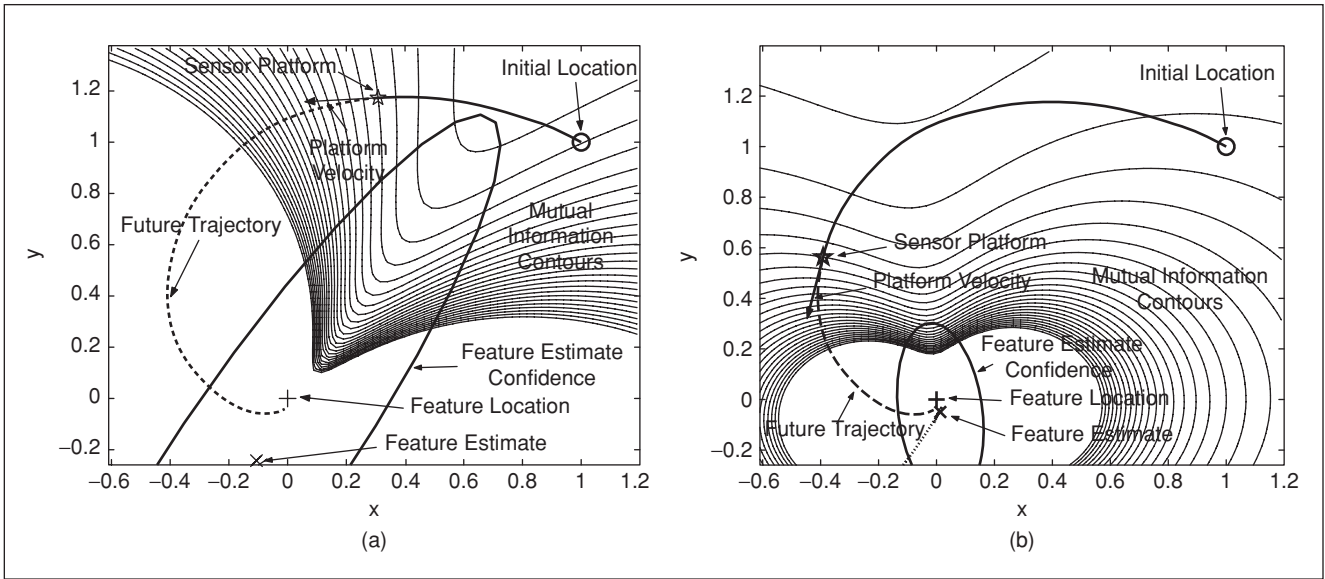 Sensor Platform
Initial Location
Platform
Velocity
Future Trajectory
Mutual
Information
Contours
Feature Estimate
Confidence
Feature Location
Feature Estimate
y
1.2
1
0.8
0.6
0.4
0.2
0
−0.2
−0.6 −0.4 −0.2 0 0.2 0.4 0.6 0.8 1 1.2
x
(a)
Initial Location
Sensor Platform
Platform Velocity
Mutual Information
Contours
Feature Estimate
Confidence
Feature Location
Future Trajectory
Feature Estimate
y
1.2
1
0.8
0.6
0.4
0.2
0
−0.2
−0.6 −0.4 −0.2 0 0.2 0.4 0.6 0.8 1 1.2
x
(b)